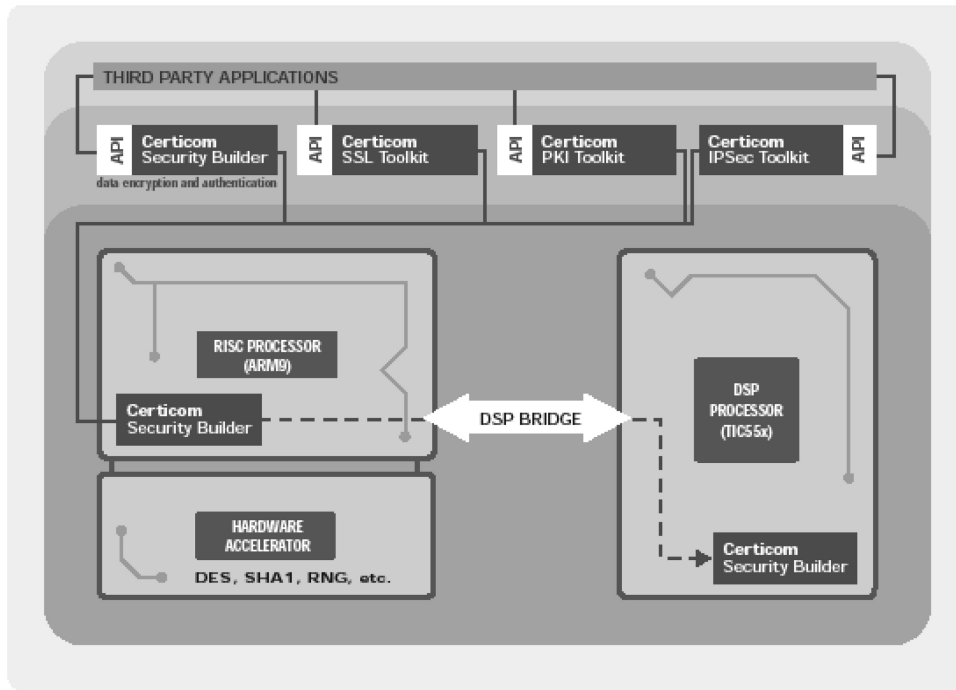 THIRD PARTY APPLICATIONS
API
Certicom
Security Builder
data encryption and authentication
API
Certicom
SSL Toolkit
API
Certicom
PKI Toolkit
Certicom
IPSec Toolkit
API
RISC PROCESSOR
(ARM9)
Certicom
Security Builder
DSP BRIDGE
DSP
PROCESSOR
(TIC55x)
HARDWARE
ACCELERATOR
DES, SHA1, RNG, etc.
Certicom
Security Builder